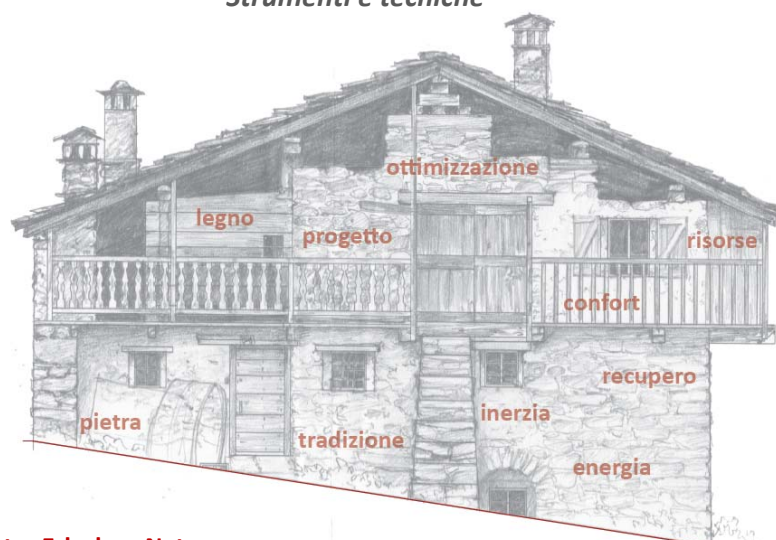 Strumenti e tecniche
ottimizzazione
legno
progetto
risorse
confort
recupero
pietra
inerzia
tradizione
energia